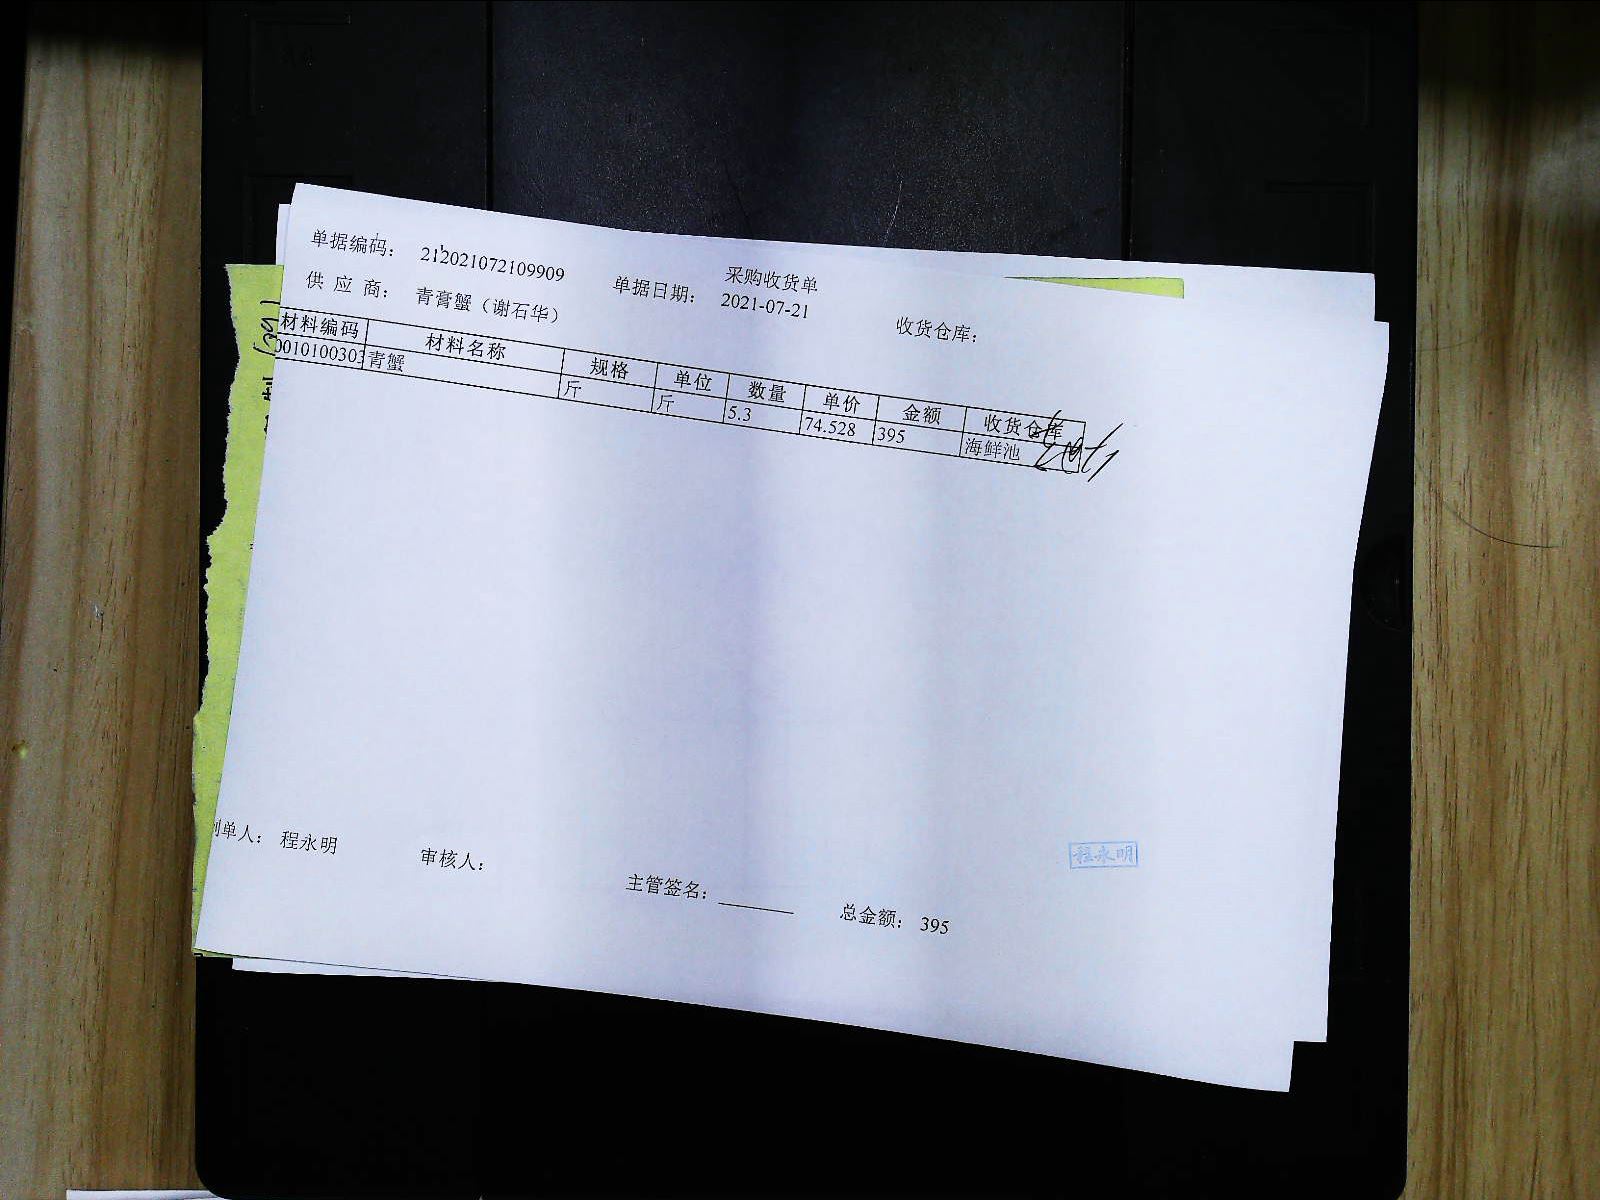 采购收货单
单据编码： 212021072109909 单据日期： 2021-07-21 收货仓库：
供应商： 青膏蟹（谢石华）
材料编码 材料名称 规格 单位 数量 单价 金额 收货仓库
0010100303 青蟹 斤 斤 5.3 74.528 395 海鲜池
制单人： 程永明 审核人： 主管签名： 总金额： 395
程永明